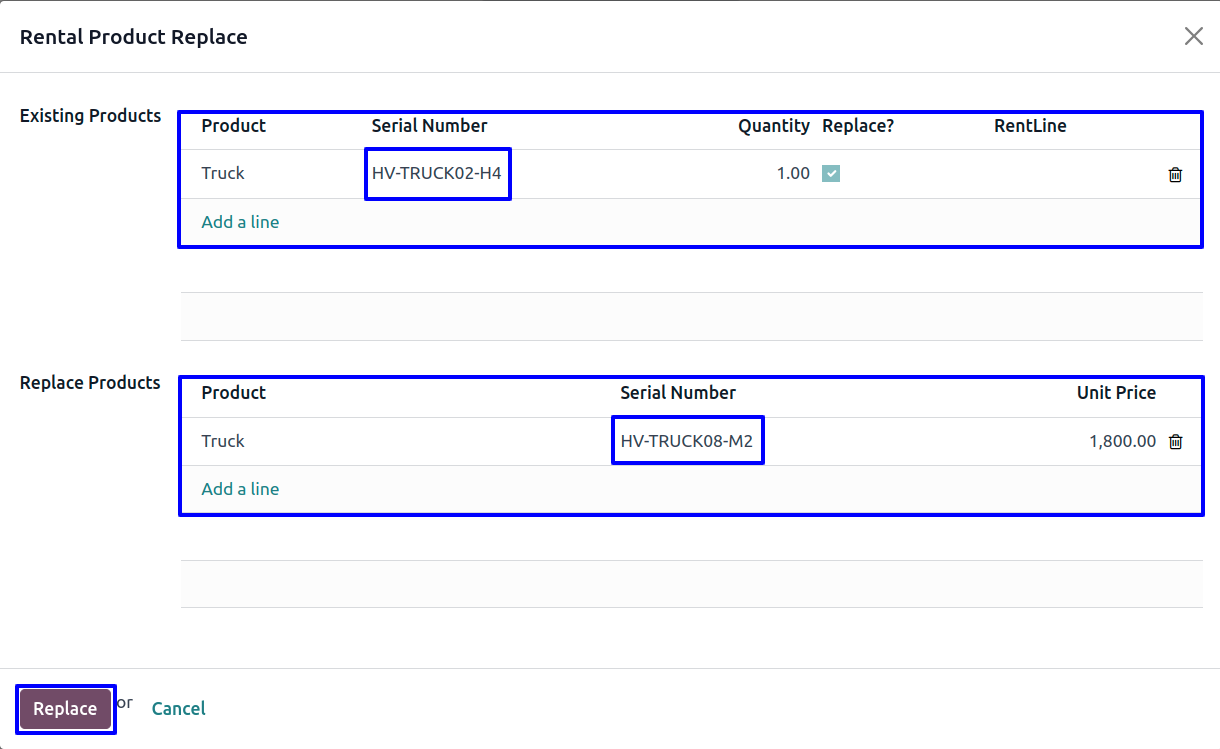 Rental Product Replace
Existing Products
Product Serial Number Quantity Replace? RentLine
Truck HV-TRUCK02-H4 1.00
Add a line
Replace Products
Product Serial Number Unit Price
Truck HV-TRUCK08-M2 1,800.00
Add a line
Replace or Cancel